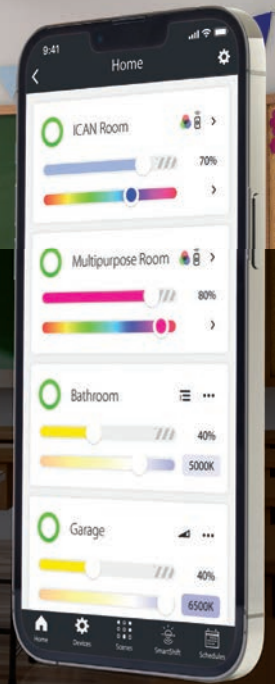 9:41
Home
ICAN Room
70%
Multipurpose Room
80%
Bathroom
40%
5000K
Garage
40%
6500K
Home Devices Scenes SmartShift Schedules